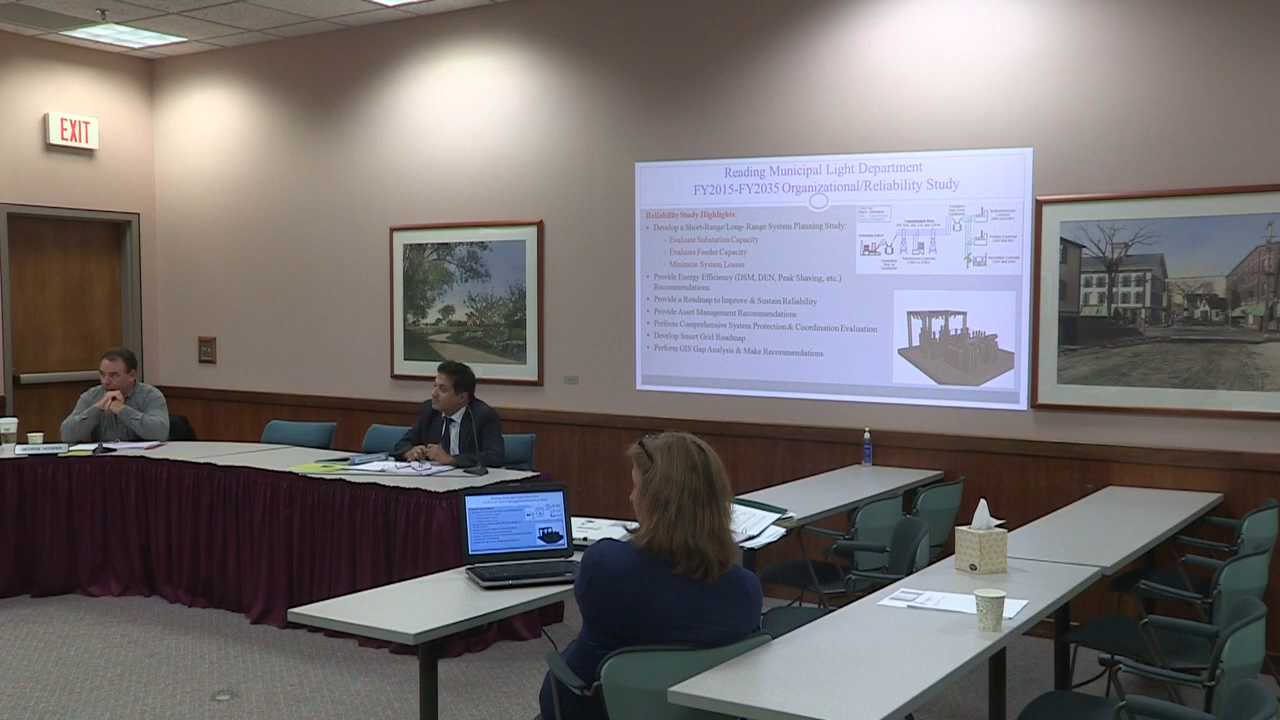 EXIT
Reading Municipal Light Department
FY2015-FY2035 Organizational/Reliability Study
Reliability Study Highlights:
• Develop a Short-Range/Long-Range System Planning Study:
- Evaluate Substation Capacity
- Evaluate Feeder Capacity
- Minimize System Losses
• Provide Energy Efficiency (DSM, DEN, Peak Shaving, etc.)
Recommendations
• Provide a Roadmap to Improve & Sustain Reliability
• Provide Asset Management Recommendations
• Perform Comprehensive System Protection & Coordination Evaluation
• Develop Smart Grid Roadmap
• Perform GIS Gap Analysis & Make Recommendations
GEORGE